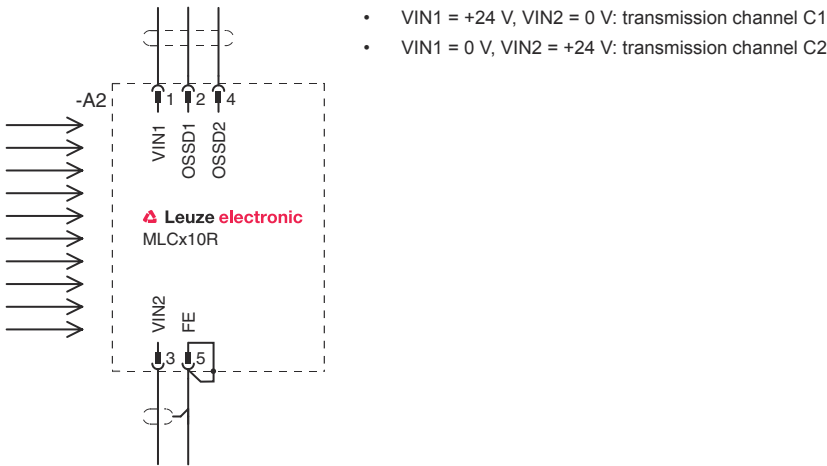 • VIN1 = +24 V, VIN2 = 0 V: transmission channel C1
• VIN1 = 0 V, VIN2 = +24 V: transmission channel C2
-A2
1 2 4
VIN1
OSSD1
OSSD2
Leuze electronic
MLCx10R
VIN2
FE
3 5